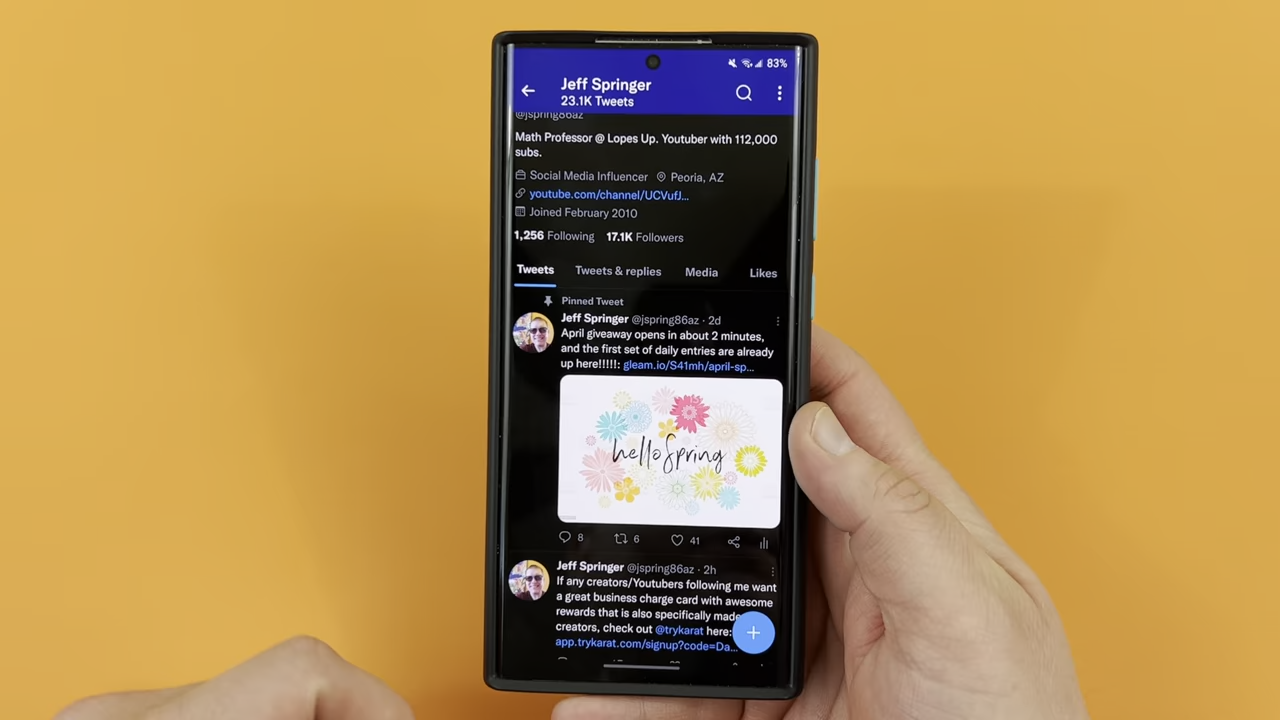 83%
Jeff Springer
23.1K Tweets
@jspring86az
Math Professor @ Lopes Up. Youtuber with 112,000
subs.
Social Media Influencer Peoria, AZ
youtube.com/channel/UCVufJ...
Joined February 2010
1,256 Following 17.1K Followers
Tweets Tweets & replies Media Likes
Pinned Tweet
Jeff Springer @jspring86az · 2d
April giveaway opens in about 2 minutes,
and the first set of daily entries are already
up here!!!!!: gleam.io/S41mh/april-sp...
hello Spring
8 6 41
Jeff Springer @jspring86az · 2h
If any creators/Youtubers following me want
a great business charge card with awesome
rewards that is also specifically made
creators, check out @trykarat here:
app.trykarat.com/signup?code=Da...